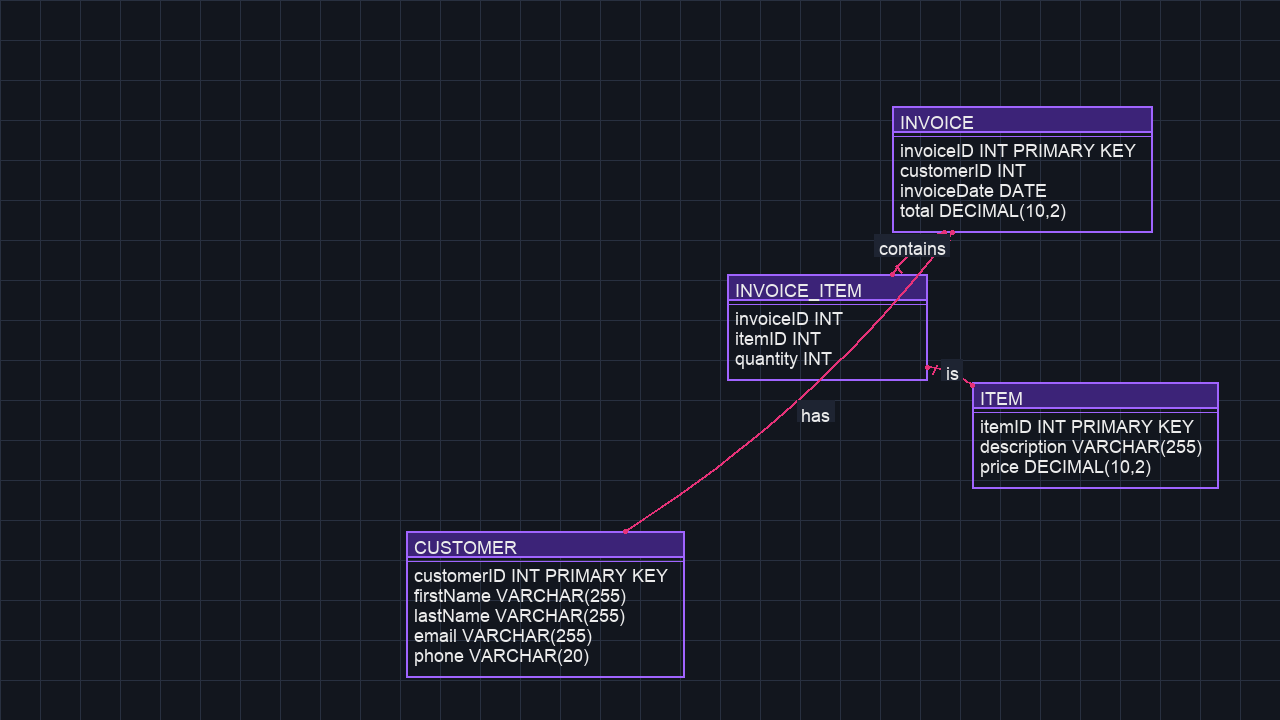 INVOICE
invoiceID INT PRIMARY KEY
customerID INT
invoiceDate DATE
total DECIMAL(10,2)
contains
INVOICE_ITEM
invoiceID INT
itemID INT
quantity INT
is
ITEM
itemID INT PRIMARY KEY
description VARCHAR(255)
price DECIMAL(10,2)
has
CUSTOMER
customerID INT PRIMARY KEY
firstName VARCHAR(255)
lastName VARCHAR(255)
email VARCHAR(255)
phone VARCHAR(20)